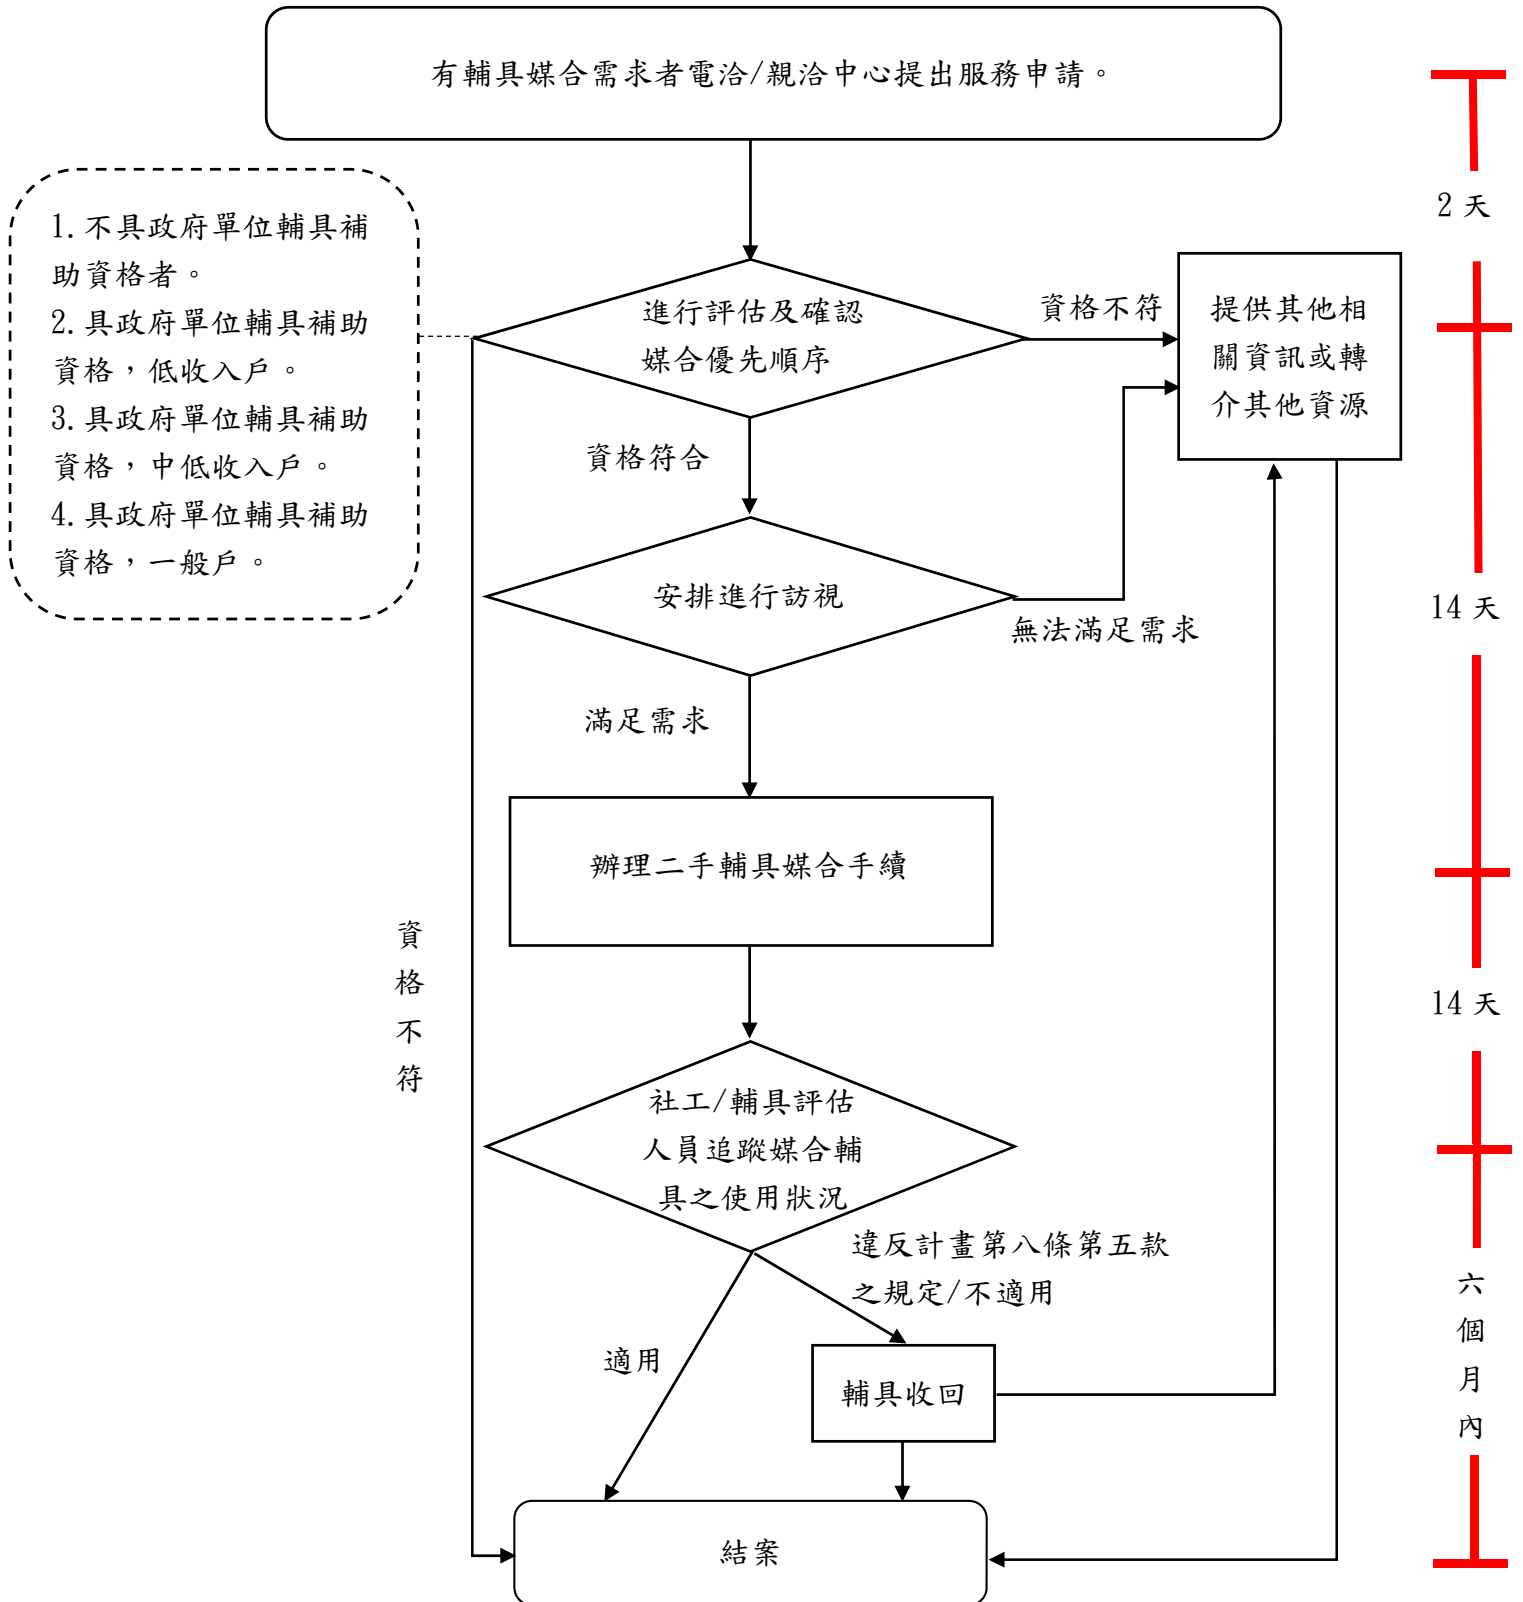 有輔具媒合需求者電洽/親洽中心提出服務申請。
2 天
1.不具政府單位輔具補
助資格者。
2.具政府單位輔具補助
資格，低收入戶。
3.具政府單位輔具補助
資格，中低收入戶。
4.具政府單位輔具補助
資格，一般戶。
進行評估及確認
媒合優先順序
資格不符
提供其他相
關資訊或轉
介其他資源
資格符合
安排進行訪視
無法滿足需求
14 天
滿足需求
辦理二手輔具媒合手續
資格不符
14 天
社工/輔具評估
人員追蹤媒合輔
具之使用狀況
違反計畫第八條第五款
之規定/不適用
適用
輔具收回
六個月內
結案